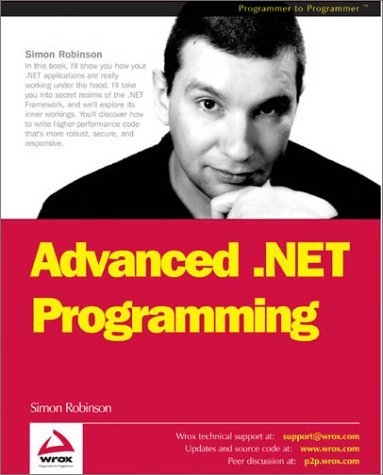 Programmer to Programmer™
Simon Robinson
In this book, I'll show you how your
.NET applications are really
working under the hood. I'll take
you into secret realms of the .NET
Framework, and we'll explore its
inner workings. You'll discover how
to write higher-performance code
that's more robust, secure, and
responsive.
Advanced .NET
Programming
Simon Robinson
wrox
Programmer to Programmer
Wrox technical support at: support@wrox.com
Updates and source code at: www.wrox.com
Peer discussion at: p2p.wrox.com